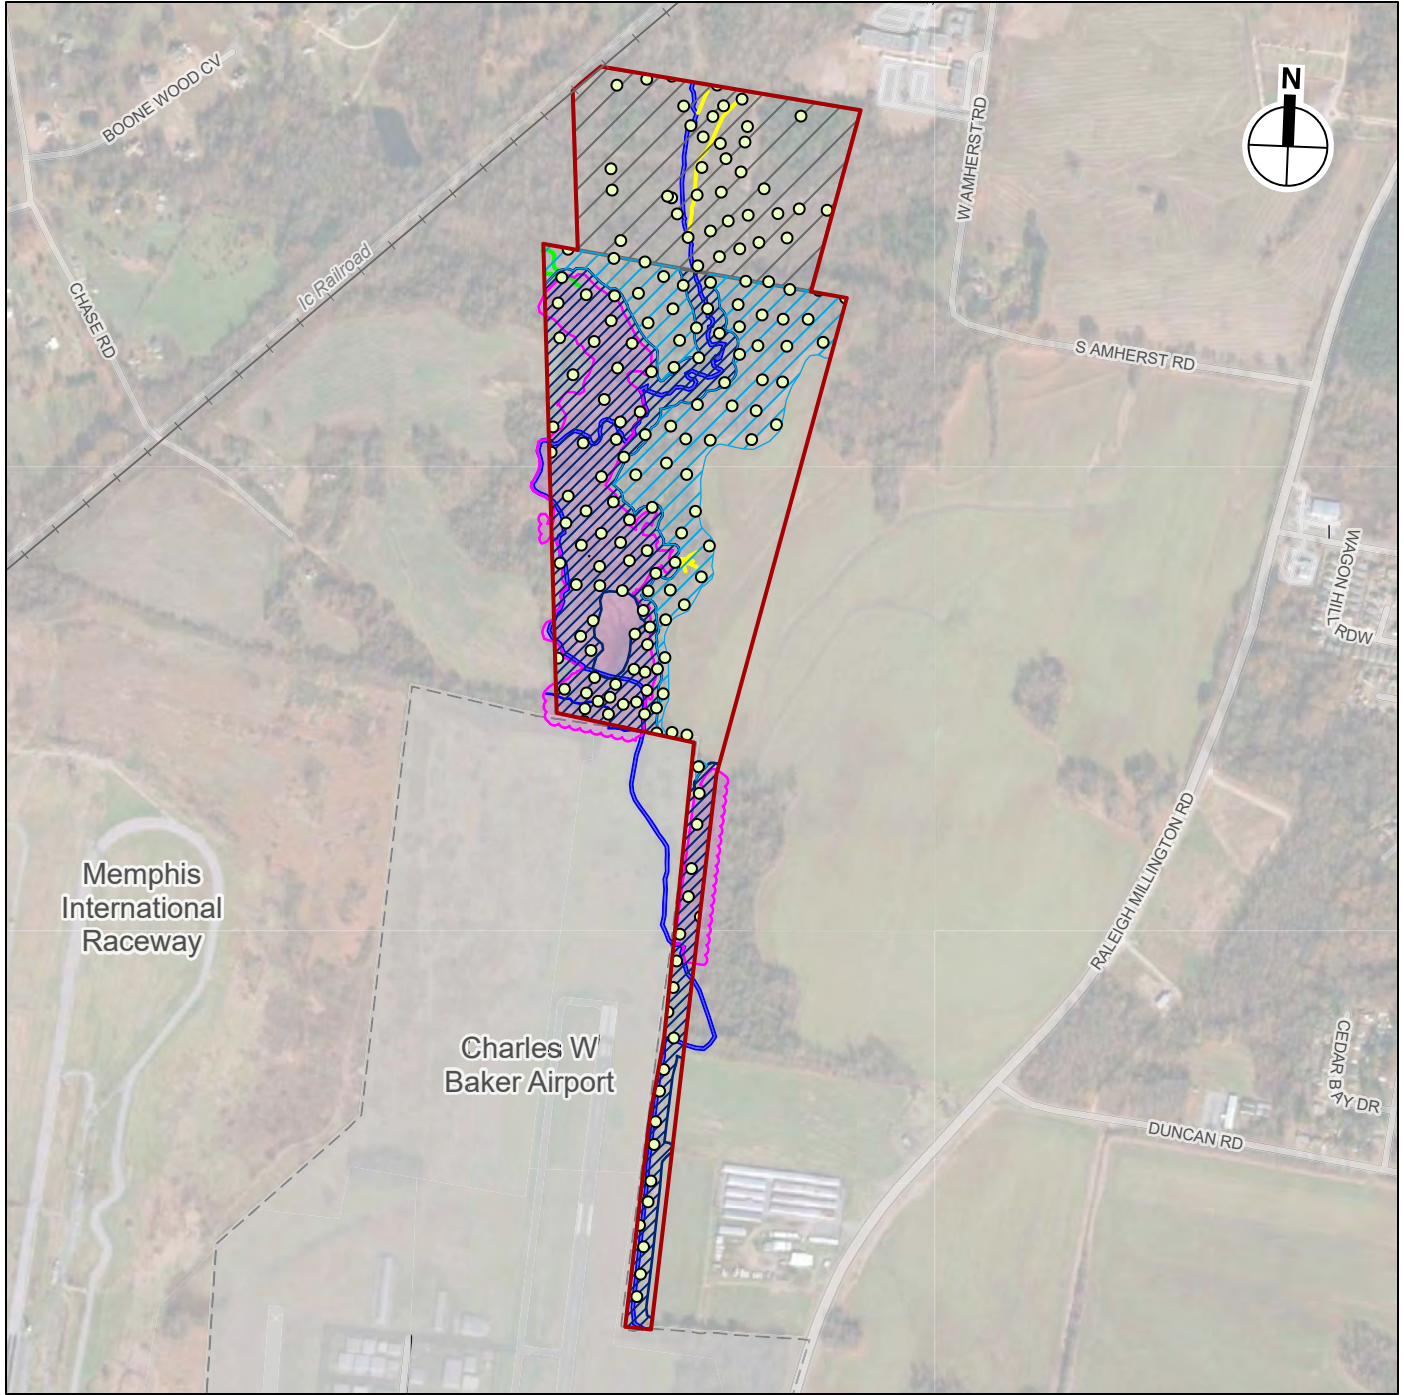 N
BOONE WOOD CV
W AMHERST RD
Ic Railroad
CHASE RD
S AMHERST RD
WAGON HILL
RDW
RALEIGH MILLINGTON RD
Memphis
International
Raceway
Charles W
Baker Airport
CEDAR BAY DR
DUNCAN RD